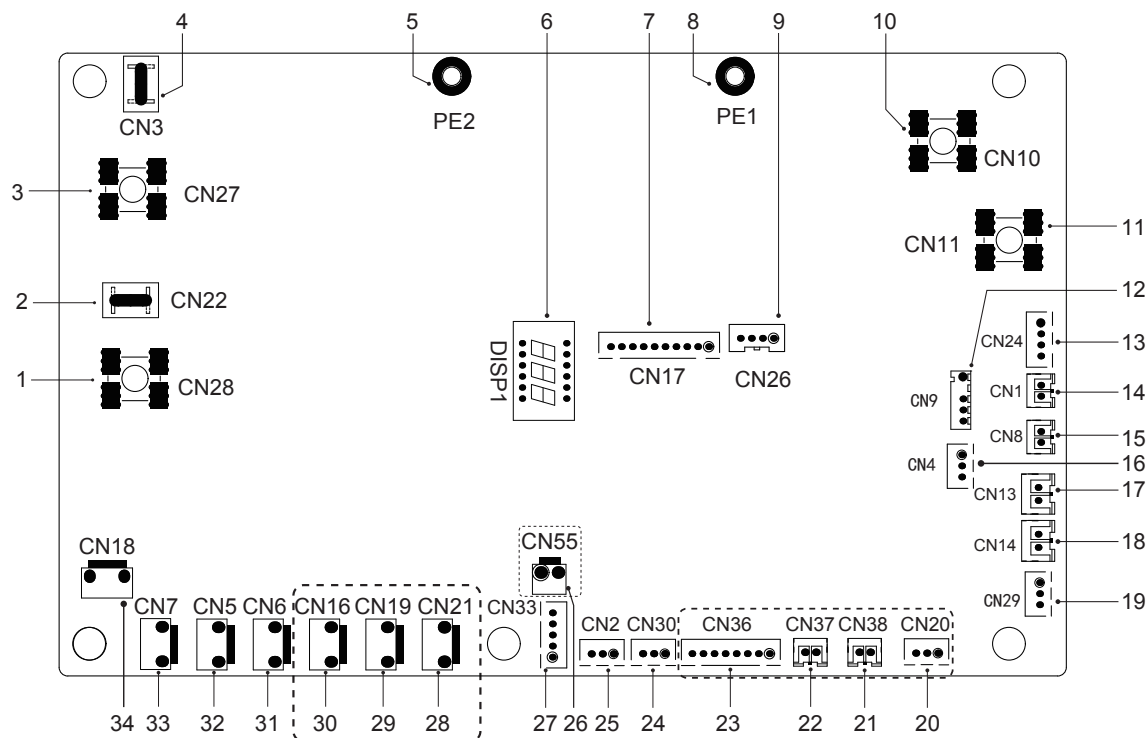 4
5
6
7
8
9
10
CN3
PE2
PE1
CN10
3
CN27
CN11
11
2
CN22
12
DISP1
CN17
CN26
CN24
13
1
CN28
CN9
CN1
14
CN8
15
CN4
16
CN13
17
CN18
CN55
CN14
18
CN7
CN5
CN6
CN16
CN19
CN21
CN33
CN2
CN30
CN36
CN37
CN38
CN20
CN29
19
34
33
32
31
30
29
28
27
26
25
24
23
22
21
20